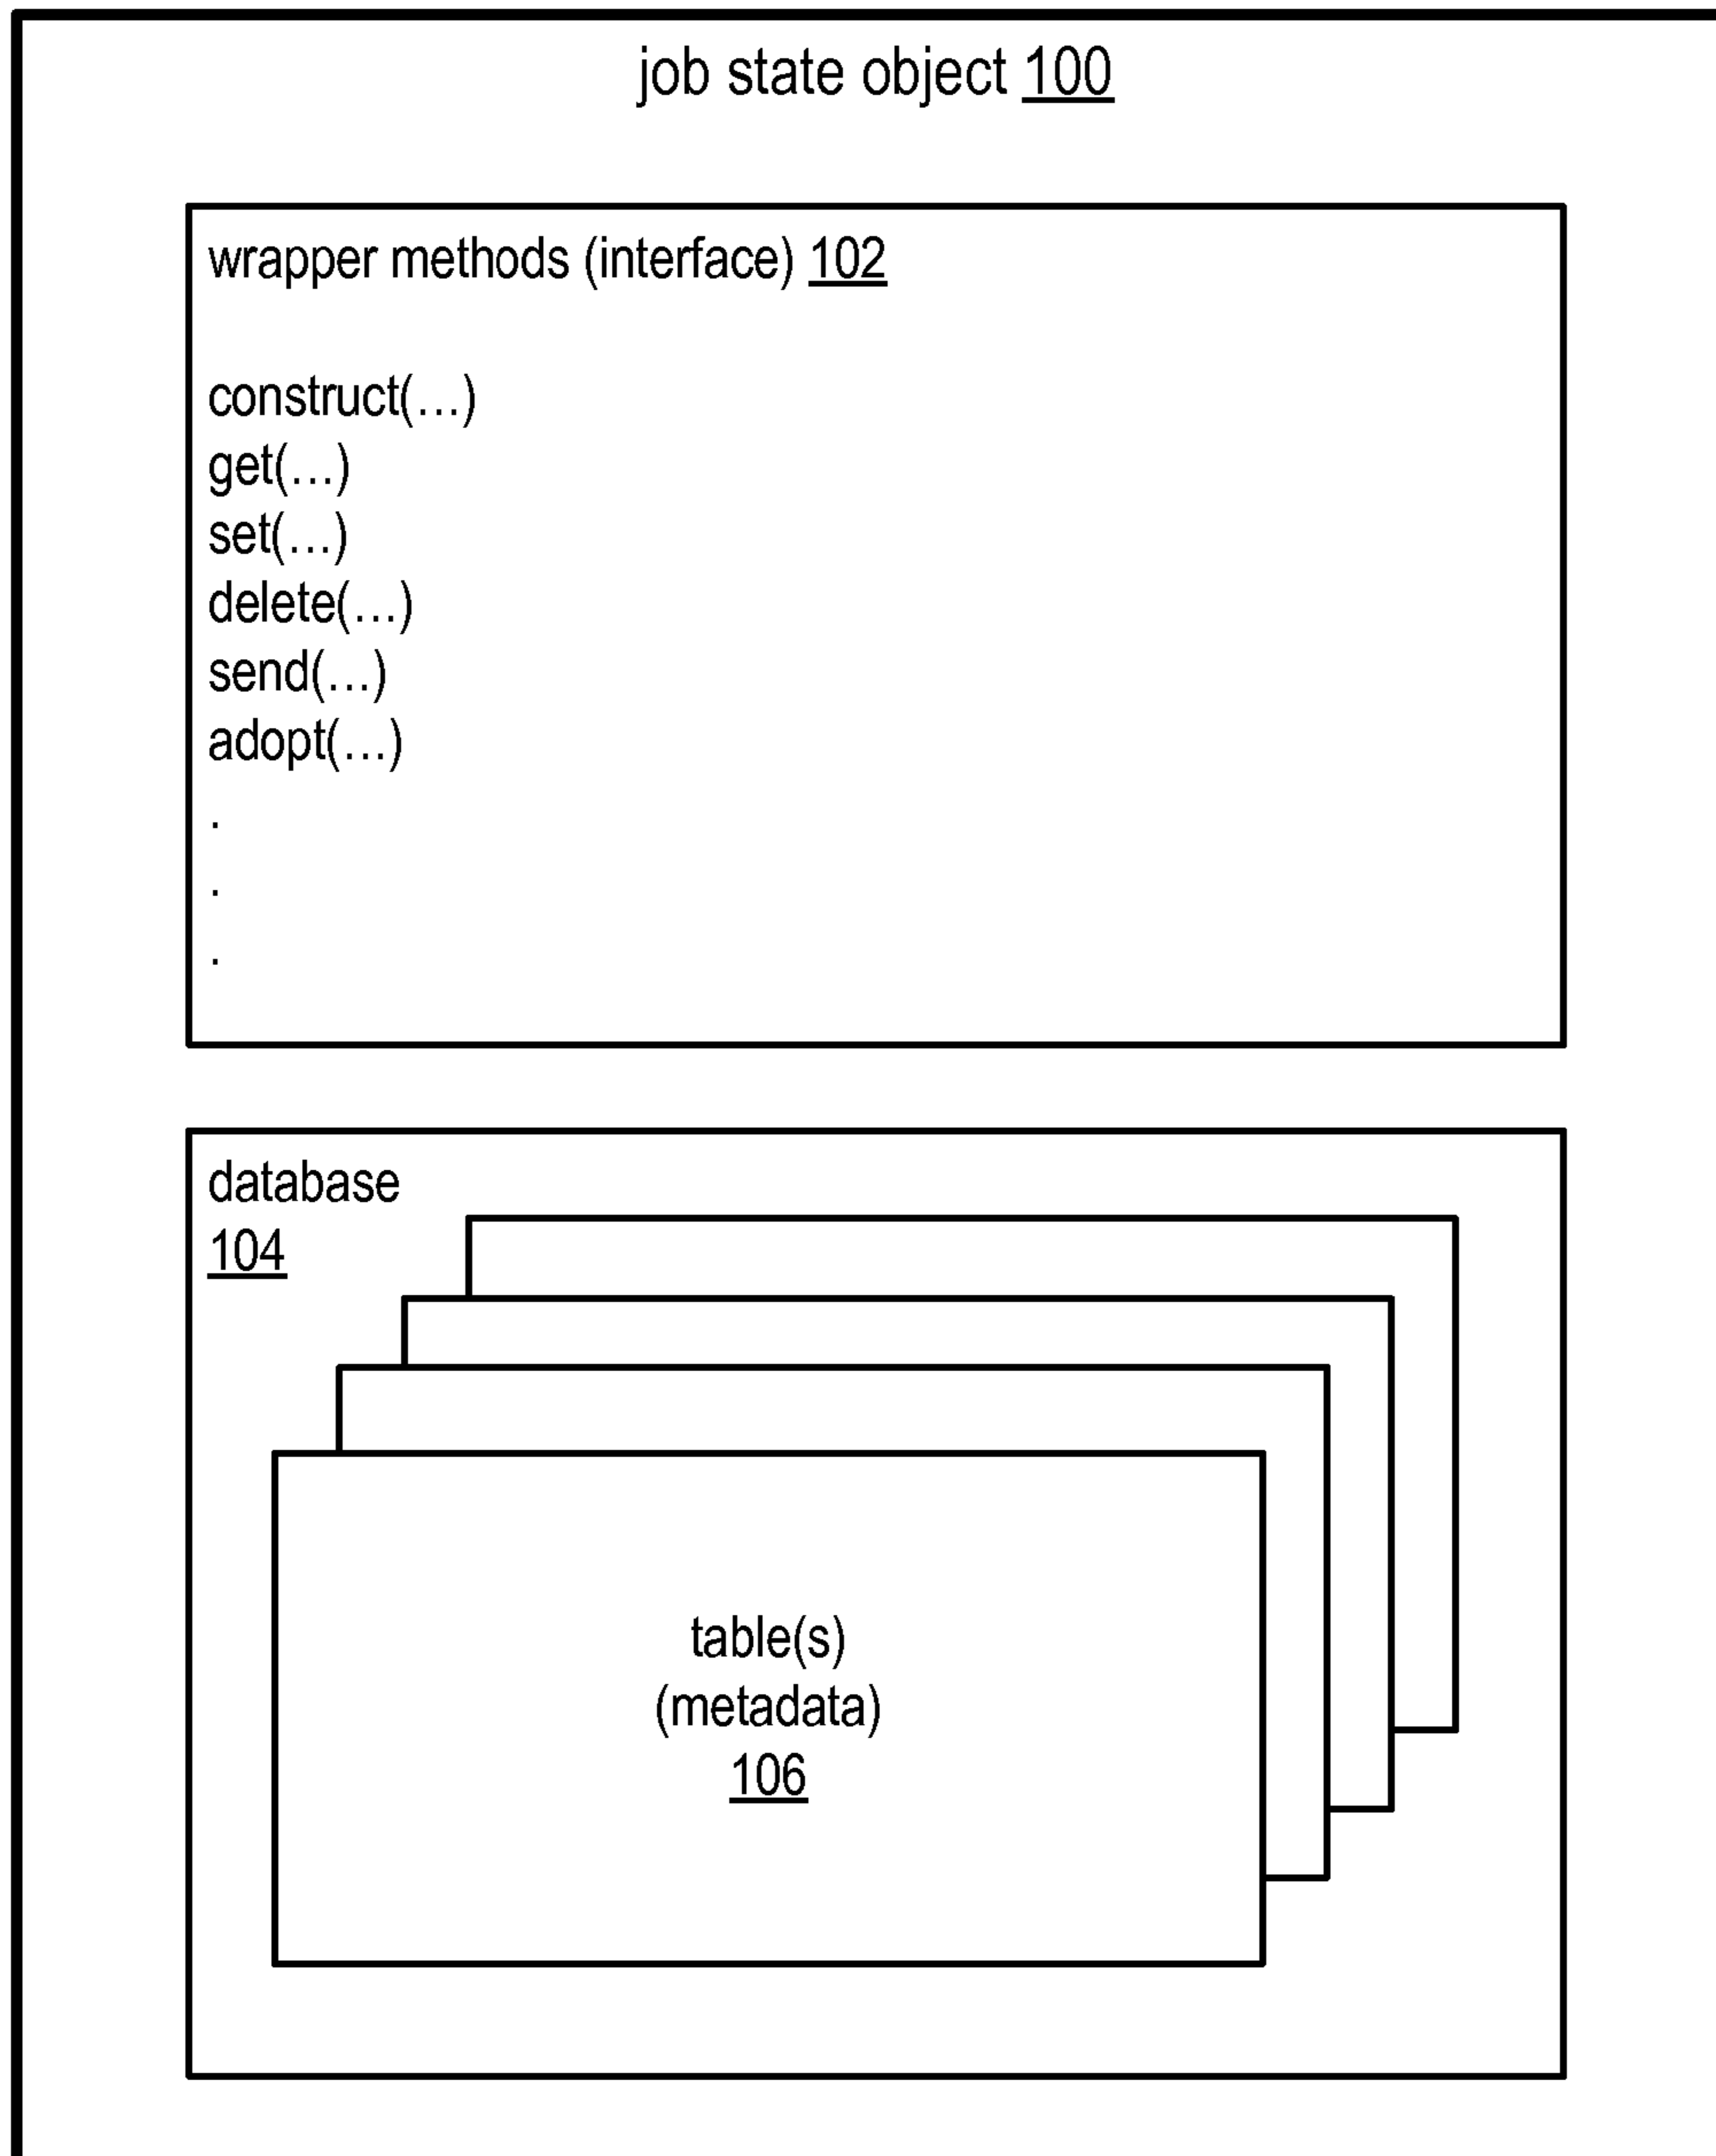 job state object 100
wrapper methods (interface) 102
construct(…)
get(…)
set(…)
delete(…)
send(…)
adopt(…)
.
.
.
database
104
table(s)
(metadata)
106